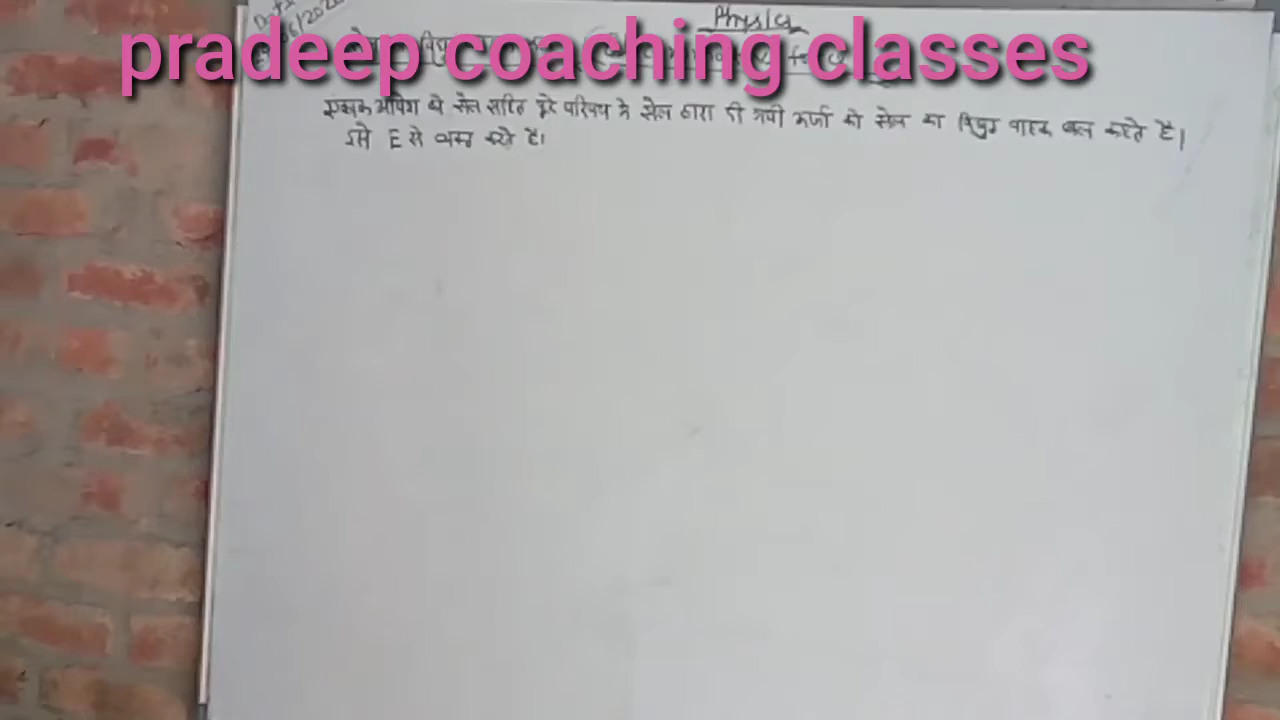 Physics
pradeep coaching classes
एकांक आवेश को सेल सहित पूरे परिपथ में सेल द्वारा दी गयी ऊर्जा को सेल का विद्युत वाहक बल कहते है।
इसे E से व्यक्त करते है।